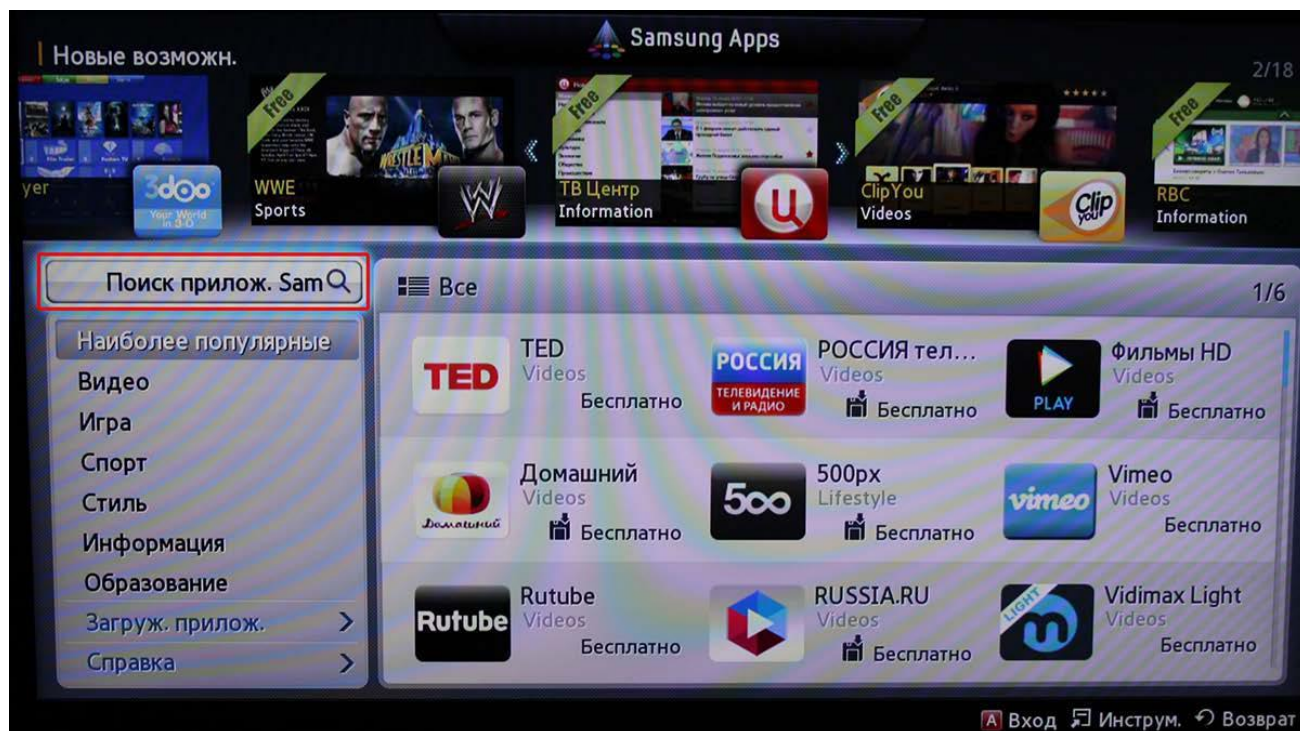 Samsung Apps
Новые возможн.
2/18
yer
3doo
Your World
in 3-D
Free
WRESTLEM
WWE
Sports
W
Free
ТВ Центр
Information
Ц
Free
ClipYou
Videos
Clip
you
Free
RBC
Information
Поиск прилож. Sam
Все
1/6
Наиболее популярные
Видео
Игра
Спорт
Стиль
Информация
Образование
Загруж. прилож.
Справка
TED
TED
Videos
Бесплатно
РОССИЯ
ТЕЛЕВИДЕНИЕ
И РАДИО
РОССИЯ тел...
Videos
Бесплатно
PLAY
Фильмы HD
Videos
Бесплатно
Домашний
Домашний
Videos
Бесплатно
500
500px
Lifestyle
Бесплатно
vimeo
Vimeo
Videos
Бесплатно
Rutube
Rutube
Videos
Бесплатно
RUSSIA.RU
Videos
Бесплатно
LIGHT
Vidimax Light
Videos
Бесплатно
A Вход Инструм. Возврат